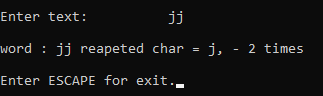 Enter text: jj
word : jj reapeted char = j, - 2 times
Enter ESCAPE for exit.